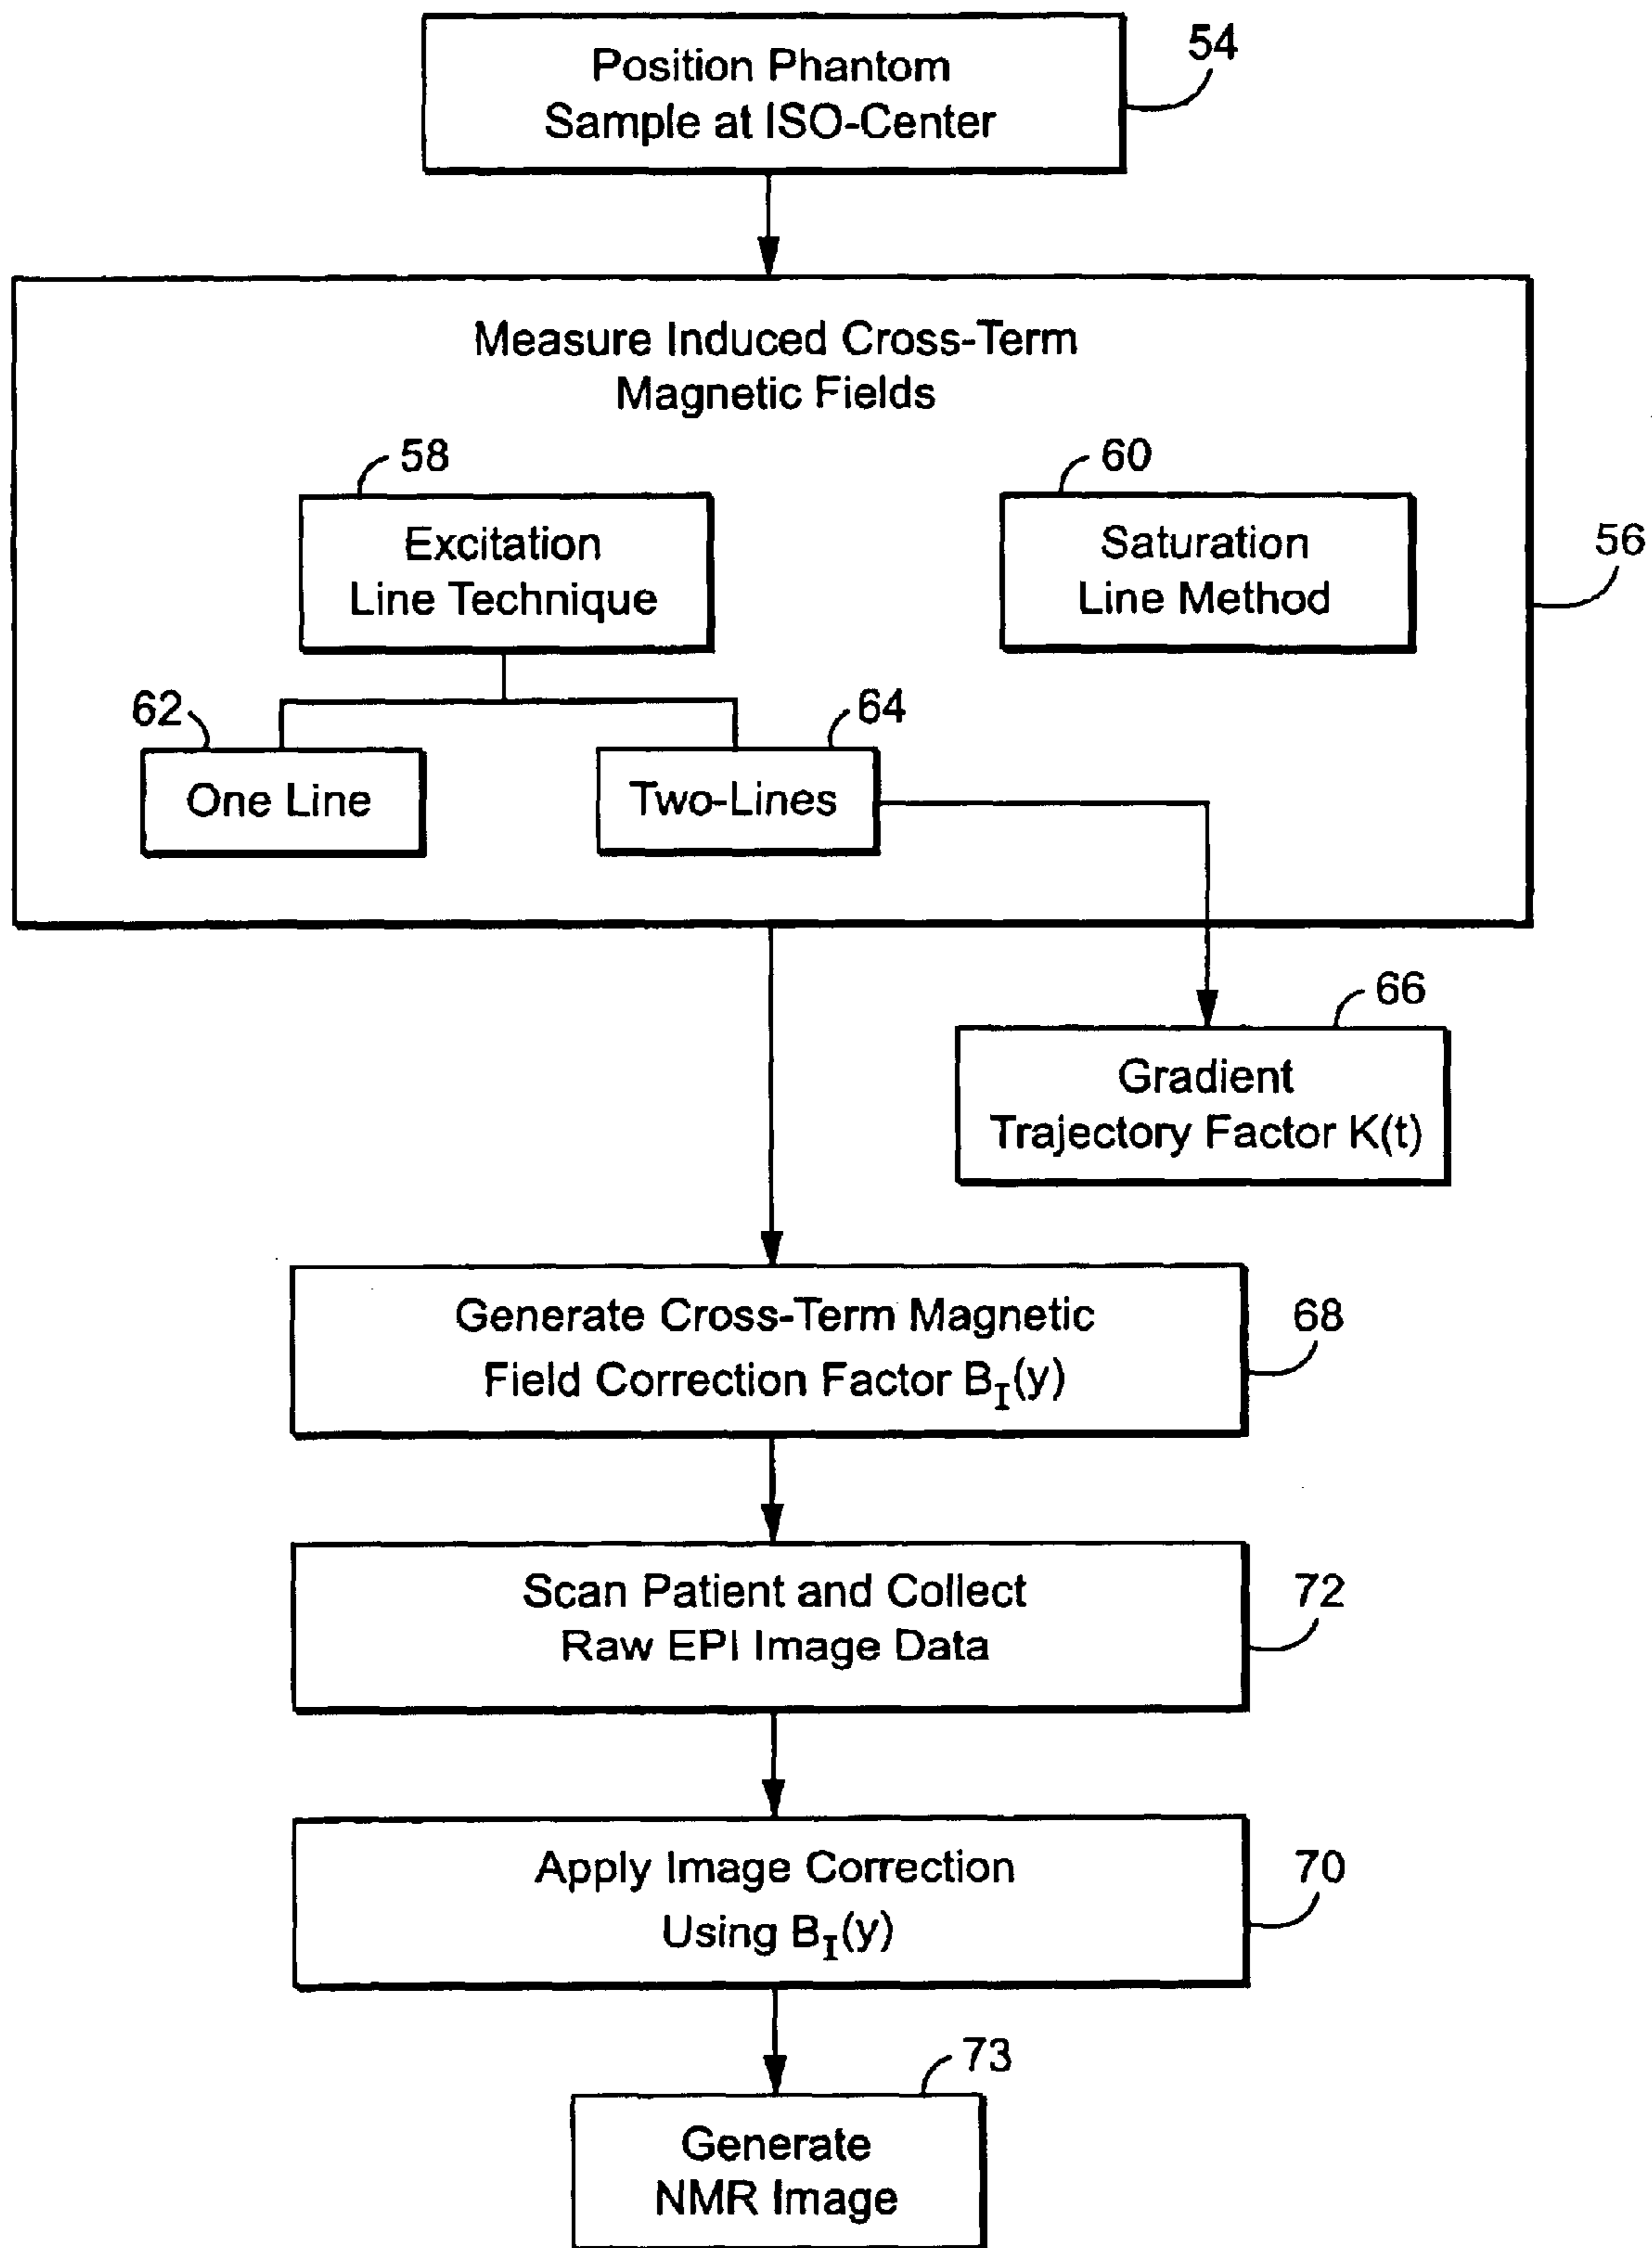 54
Position Phantom
Sample at ISO-Center
Measure Induced Cross-Term
Magnetic Fields
58
60
Excitation
Line Technique
Saturation
Line Method
56
62
64
One Line
Two-Lines
66
Gradient
Trajectory Factor K(t)
Generate Cross-Term Magnetic
Field Correction Factor B_I(y)
68
Scan Patient and Collect
Raw EPI Image Data
72
Apply Image Correction
Using B_I(y)
70
73
Generate
NMR Image